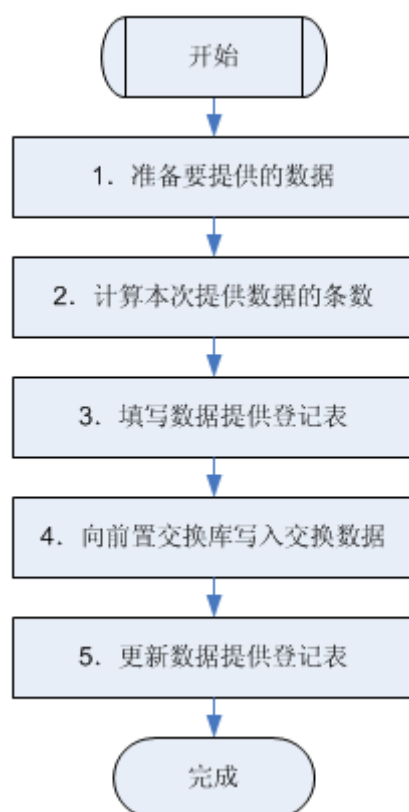 开始
1. 准备要提供的数据
2. 计算本次提供数据的条数
3. 填写数据提供登记表
4. 向前置交换库写入交换数据
5. 更新数据提供登记表
完成